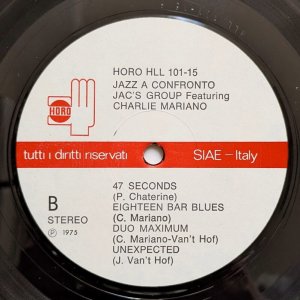 HORO HLL 101-15
JAZZ A CONFRONTO
JAC'S GROUP Featuring
CHARLIE MARIANO
HORO
tutti i diritti riservati
SIAE – Italy
47 SECONDS
(P. Chaterine)
B
EIGHTEEN BAR BLUES
STEREO
(C. Mariano)
DUO MAXIMUM
℗ 1975
(C. Mariano-Van't Hof)
UNEXPECTED
(J. Van't Hof)